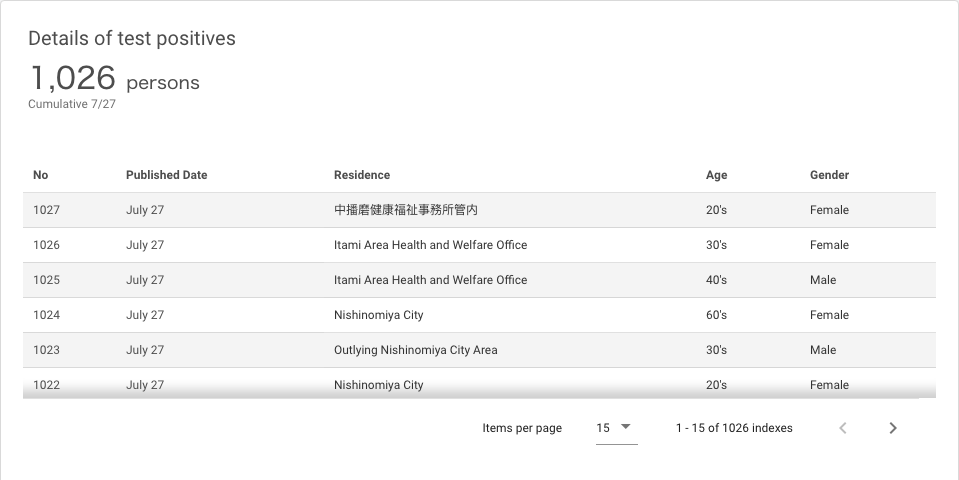 Details of test positives
1,026 persons
Cumulative 7/27
No Published Date Residence Age Gender
1027 July 27 中播磨健康福祉事務所管内 20's Female
1026 July 27 Itami Area Health and Welfare Office 30's Female
1025 July 27 Itami Area Health and Welfare Office 40's Male
1024 July 27 Nishinomiya City 60's Female
1023 July 27 Outlying Nishinomiya City Area 30's Male
1022 July 27 Nishinomiya City 20's Female
Items per page 15 1 - 15 of 1026 indexes